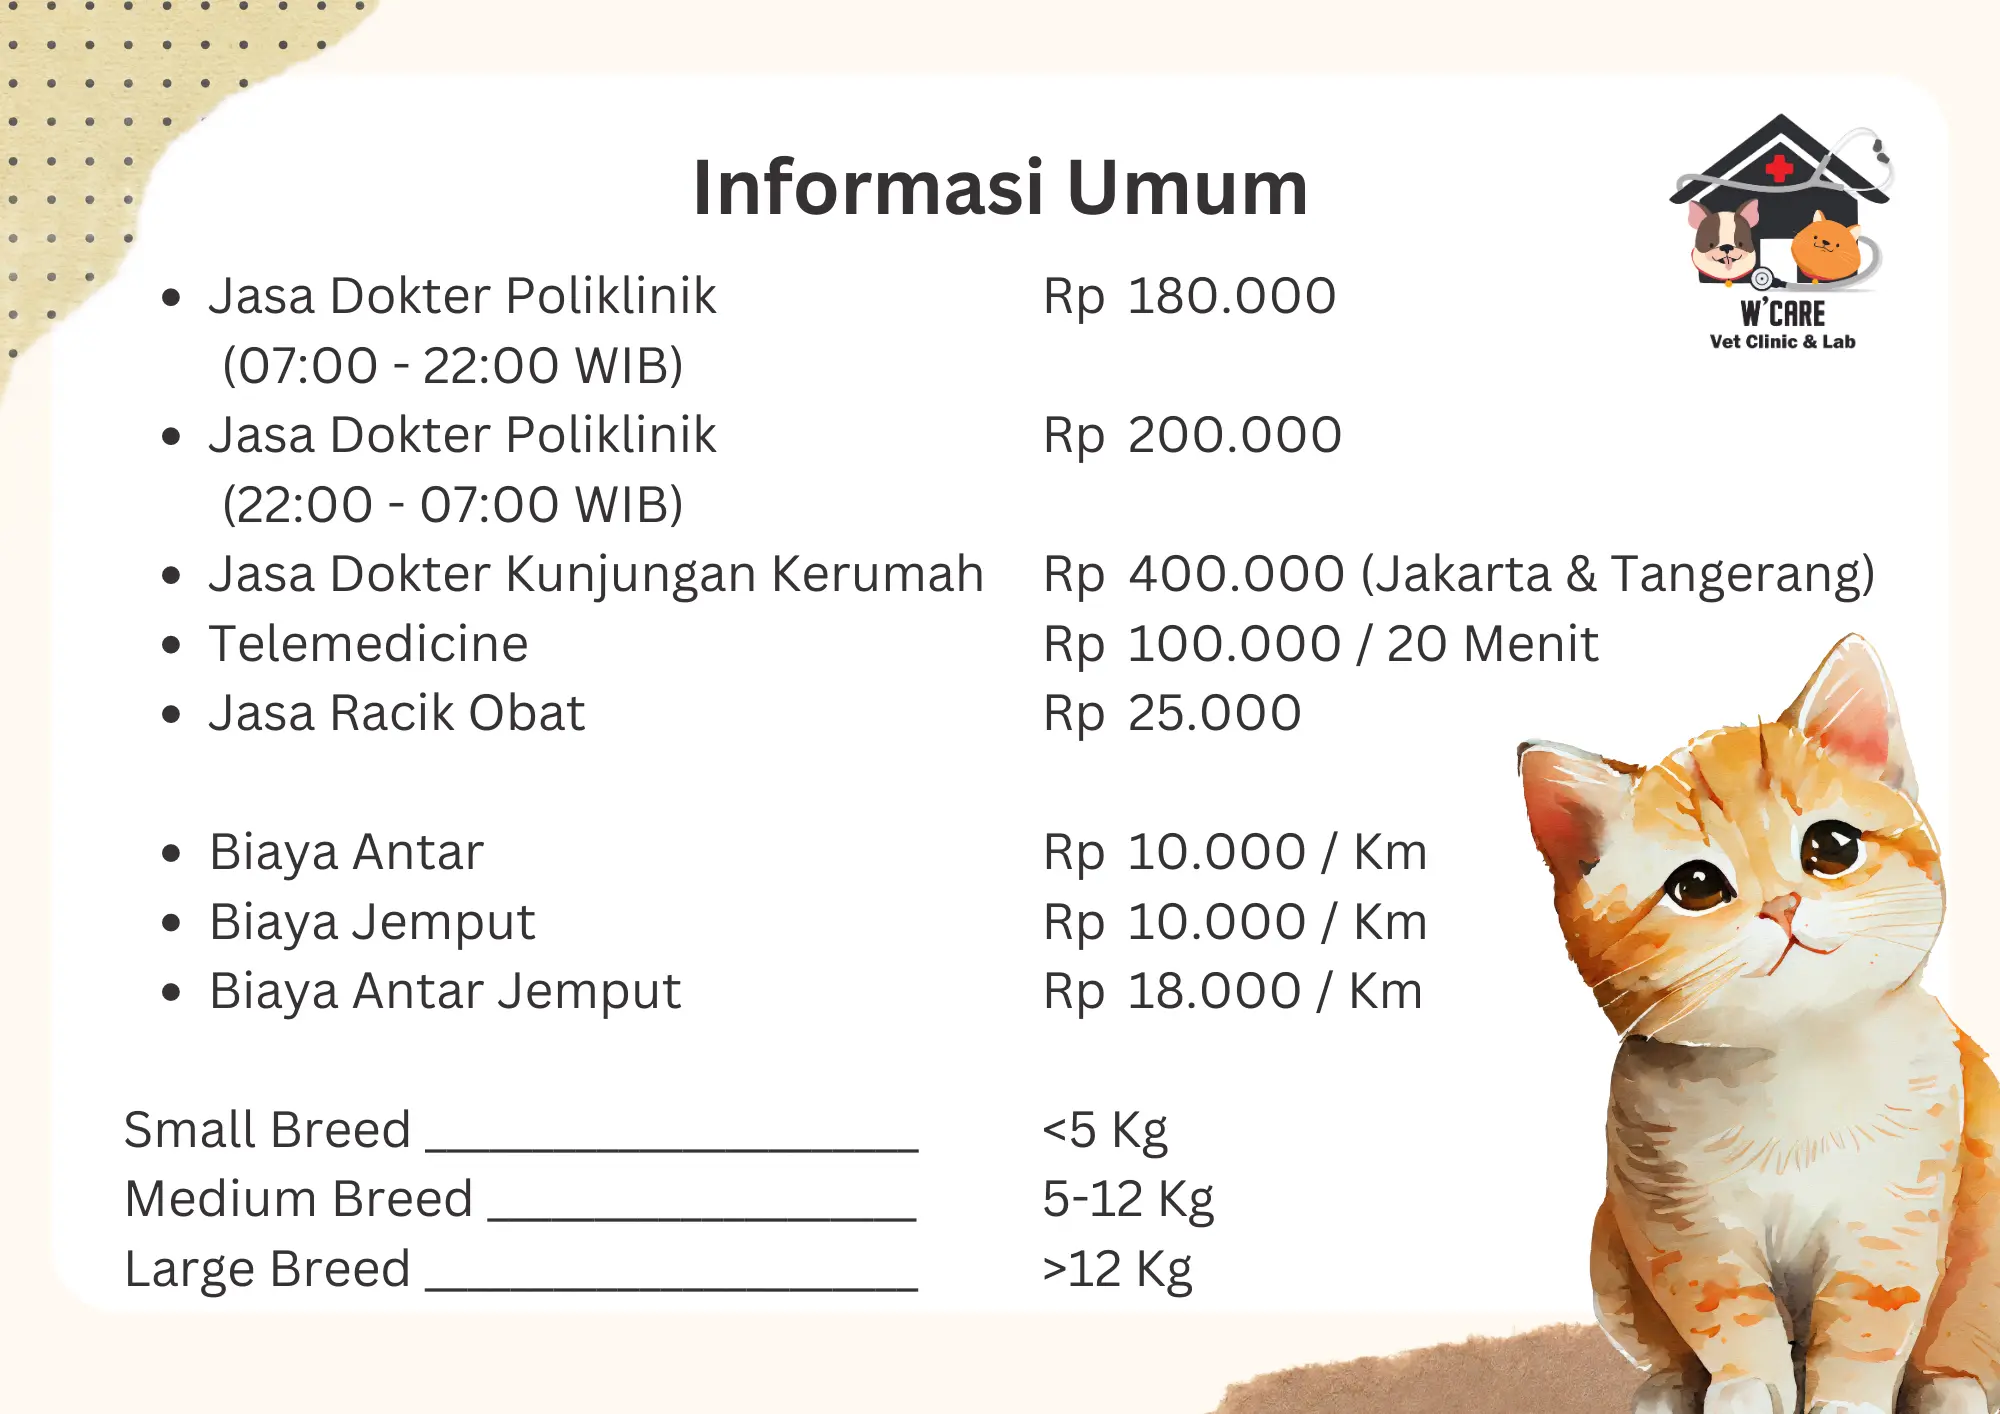 Informasi Umum
W'CARE
Vet Clinic & Lab
• Jasa Dokter Poliklinik Rp 180.000
(07:00 - 22:00 WIB)
• Jasa Dokter Poliklinik Rp 200.000
(22:00 - 07:00 WIB)
• Jasa Dokter Kunjungan Kerumah Rp 400.000 (Jakarta & Tangerang)
• Telemedicine Rp 100.000 / 20 Menit
• Jasa Racik Obat Rp 25.000
• Biaya Antar Rp 10.000 / Km
• Biaya Jemput Rp 10.000 / Km
• Biaya Antar Jemput Rp 18.000 / Km
Small Breed _______________________ <5 Kg
Medium Breed ____________________ 5-12 Kg
Large Breed _______________________ >12 Kg